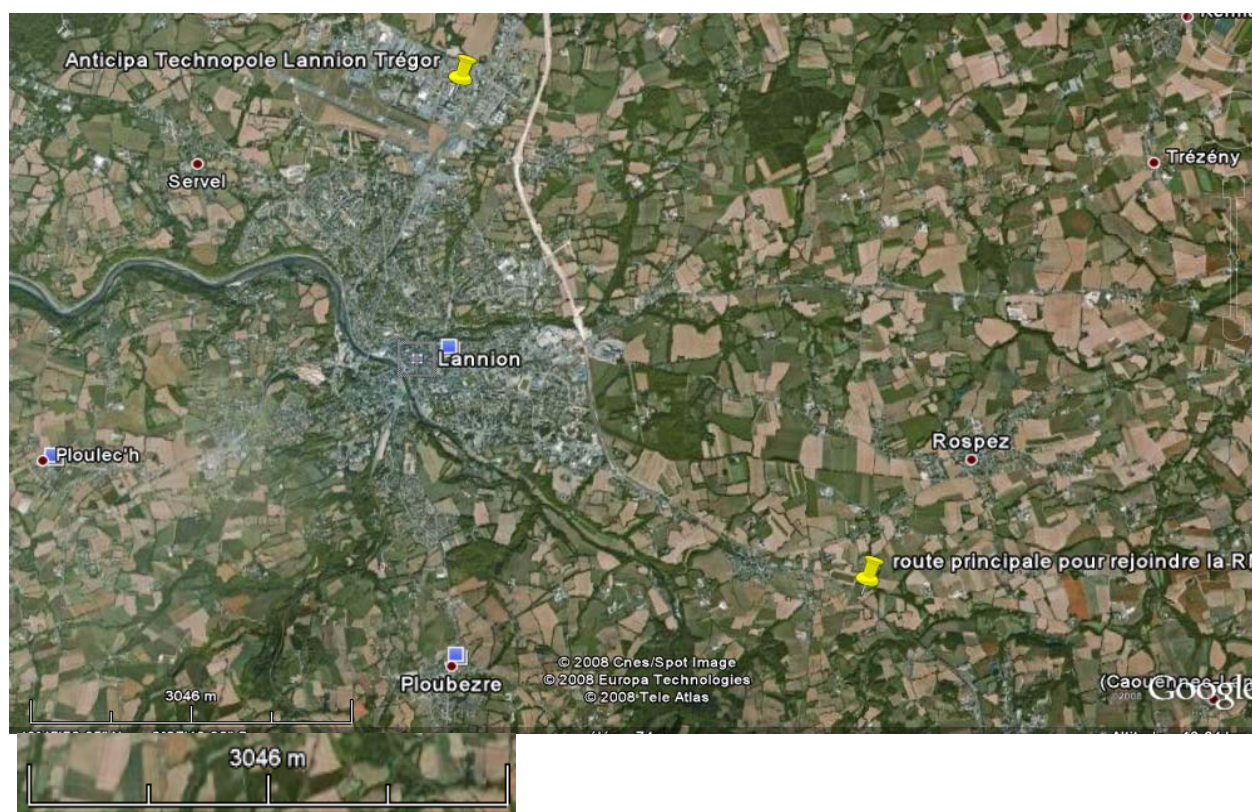 Anticipa Technopole Lannion Trégor
Servel
Trézény
Lannion
Ploulec'h
Rospez
route principale pour rejoindre la
Ploubezre
© 2008 Cnes/Spot Image
© 2008 Europa Technologies
© 2008 Tele Atlas
3046 m
© 2008 Google
3046 m